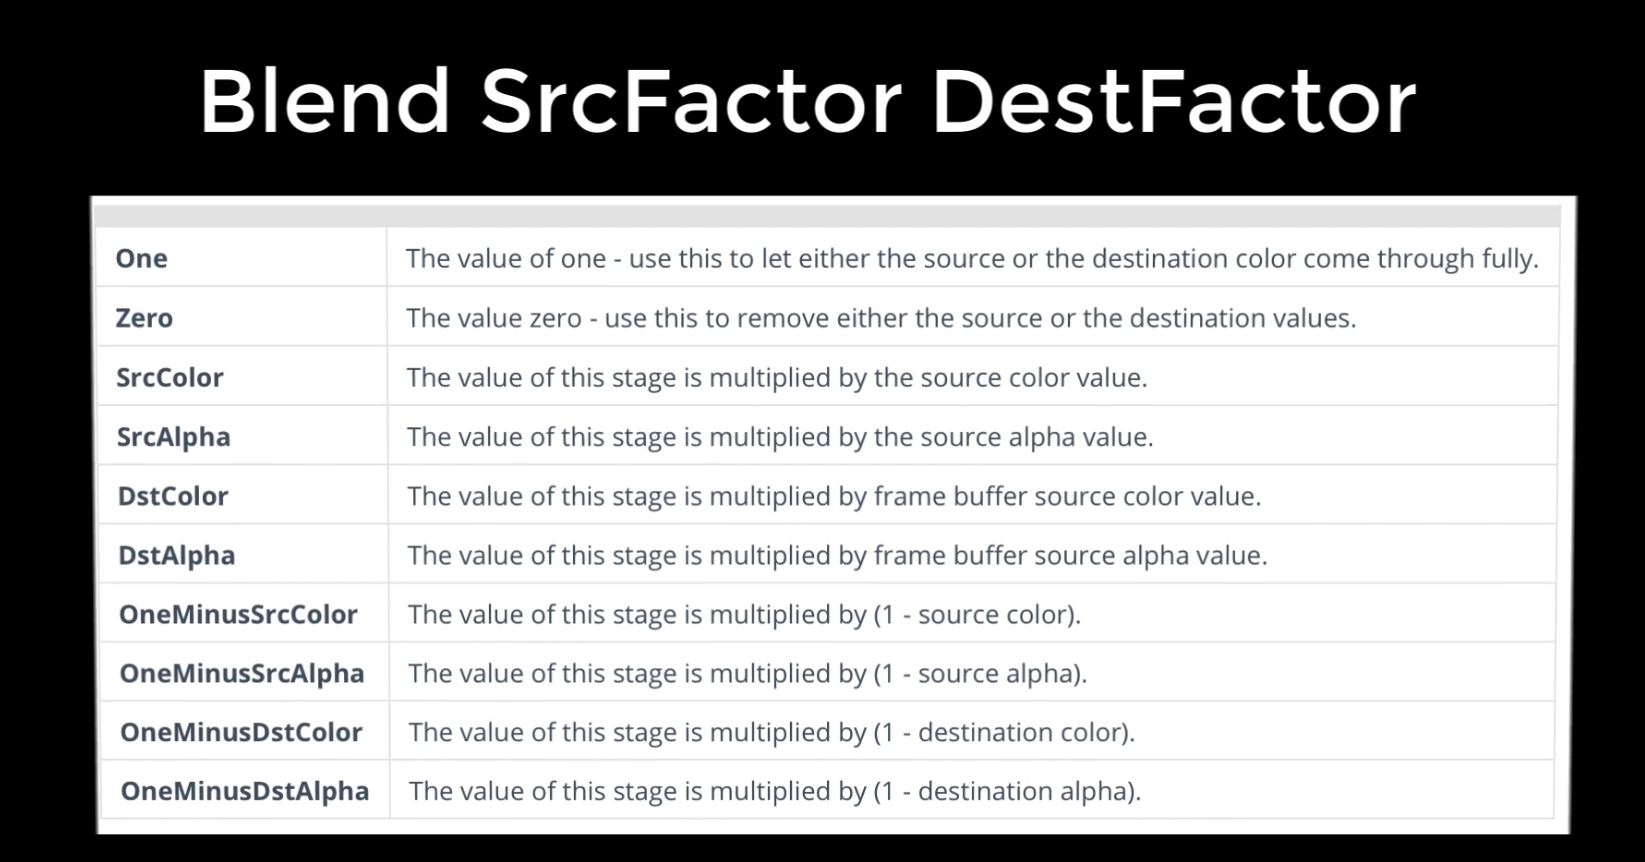 Blend SrcFactor DestFactor
One The value of one - use this to let either the source or the destination color come through fully.
Zero The value zero - use this to remove either the source or the destination values.
SrcColor The value of this stage is multiplied by the source color value.
SrcAlpha The value of this stage is multiplied by the source alpha value.
DstColor The value of this stage is multiplied by frame buffer source color value.
DstAlpha The value of this stage is multiplied by frame buffer source alpha value.
OneMinusSrcColor The value of this stage is multiplied by (1 - source color).
OneMinusSrcAlpha The value of this stage is multiplied by (1 - source alpha).
OneMinusDstColor The value of this stage is multiplied by (1 - destination color).
OneMinusDstAlpha The value of this stage is multiplied by (1 - destination alpha).